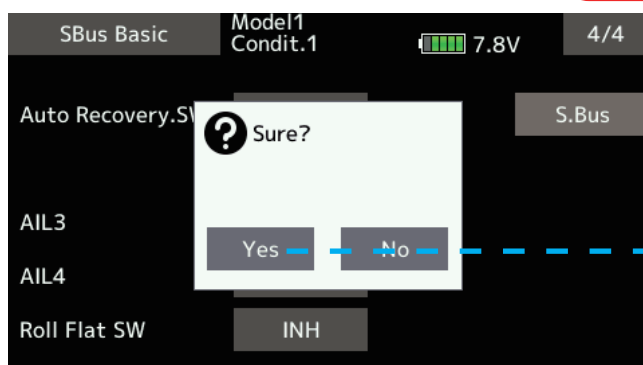 SBus Basic
Model1
Condit.1
7.8V
4/4
Auto Recovery.SW
S.Bus
? Sure?
AIL3
Yes
No
AIL4
Roll Flat SW
INH